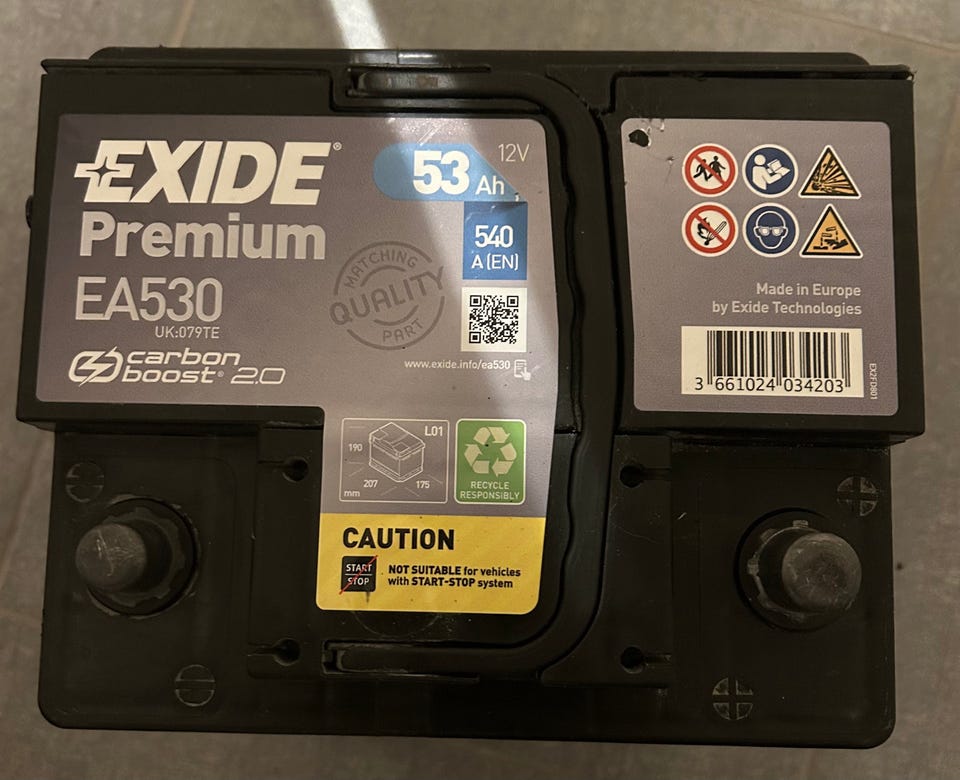 EXIDE®
Premium
EA530
UK:079TE
carbon
boost® 2.0
53 Ah
12V
540
A (EN)
MATCHING
QUALITY
PART
www.exide.info/ea530
L01
190
207
175
mm
RECYCLE
RESPONSIBLY
CAUTION
START
STOP
NOT SUITABLE for vehicles
with START-STOP system
Made in Europe
by Exide Technologies
3 661024 034203
EX2FD801